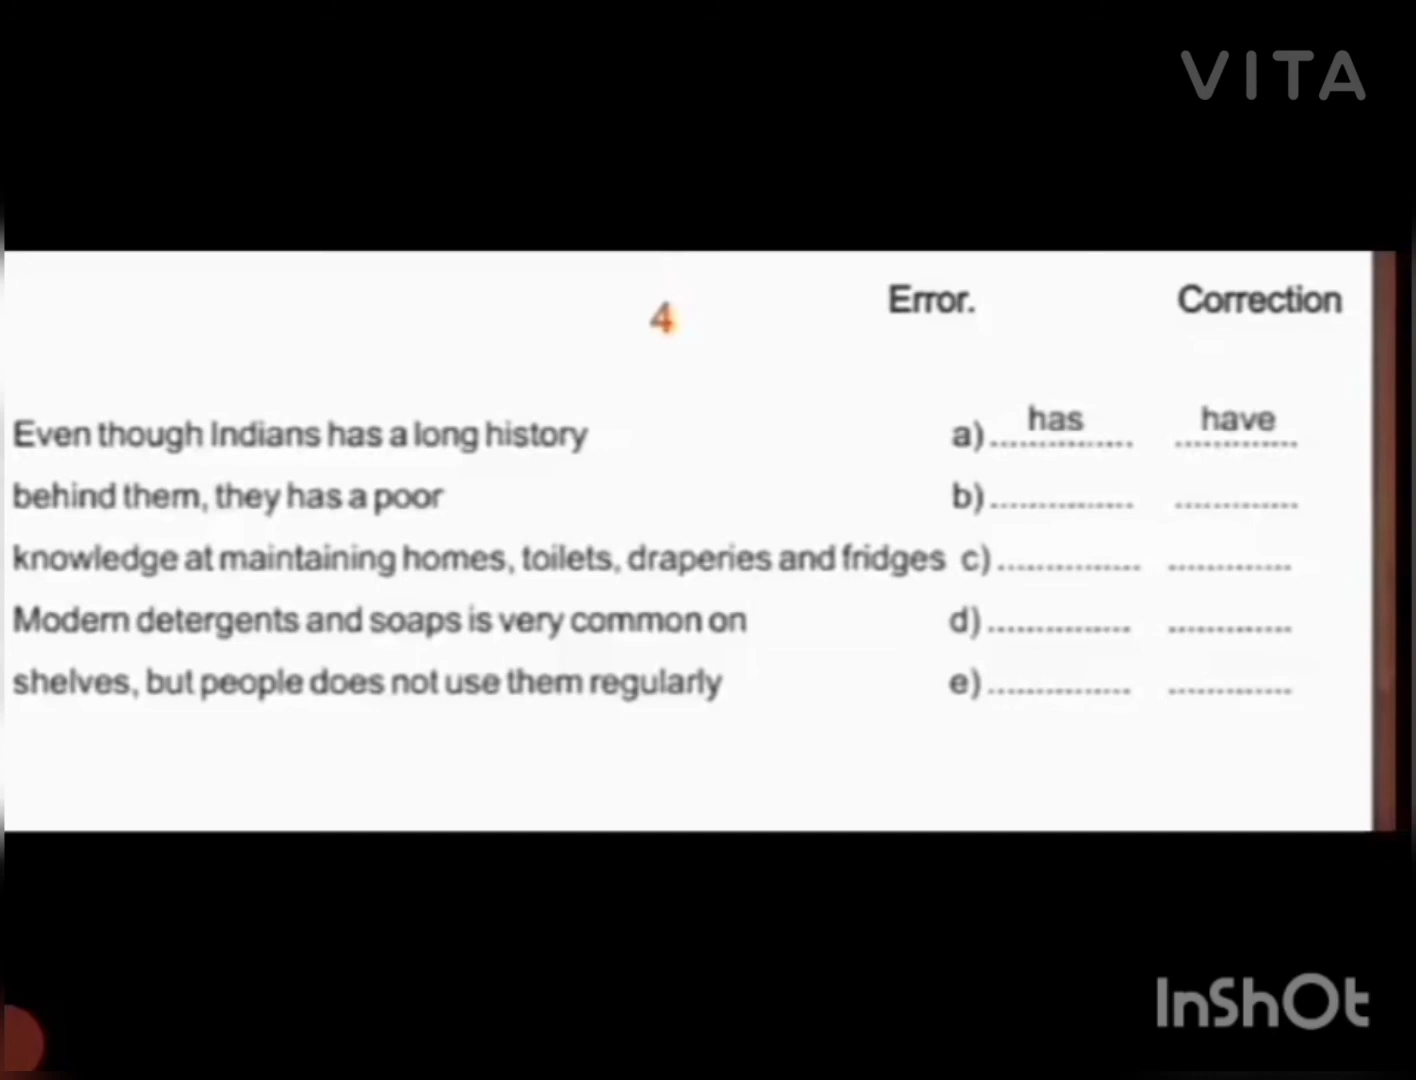 VITA
4 Error. Correction
Even though Indians has a long history a)............... has ............. have
behind them, they has a poor b)............... .............
knowledge at maintaining homes, toilets, draperies and fridges c)............... .............
Modern detergents and soaps is very common on d)............... .............
shelves, but people does not use them regularly e)............... .............
InShOt